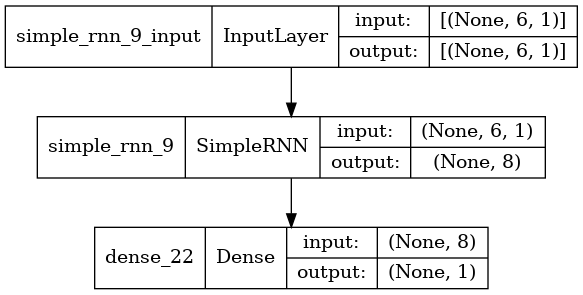 simple_rnn_9_input InputLayer input: [(None, 6, 1)]
output: [(None, 6, 1)]
simple_rnn_9 SimpleRNN input: (None, 6, 1)
output: (None, 8)
dense_22 Dense input: (None, 8)
output: (None, 1)